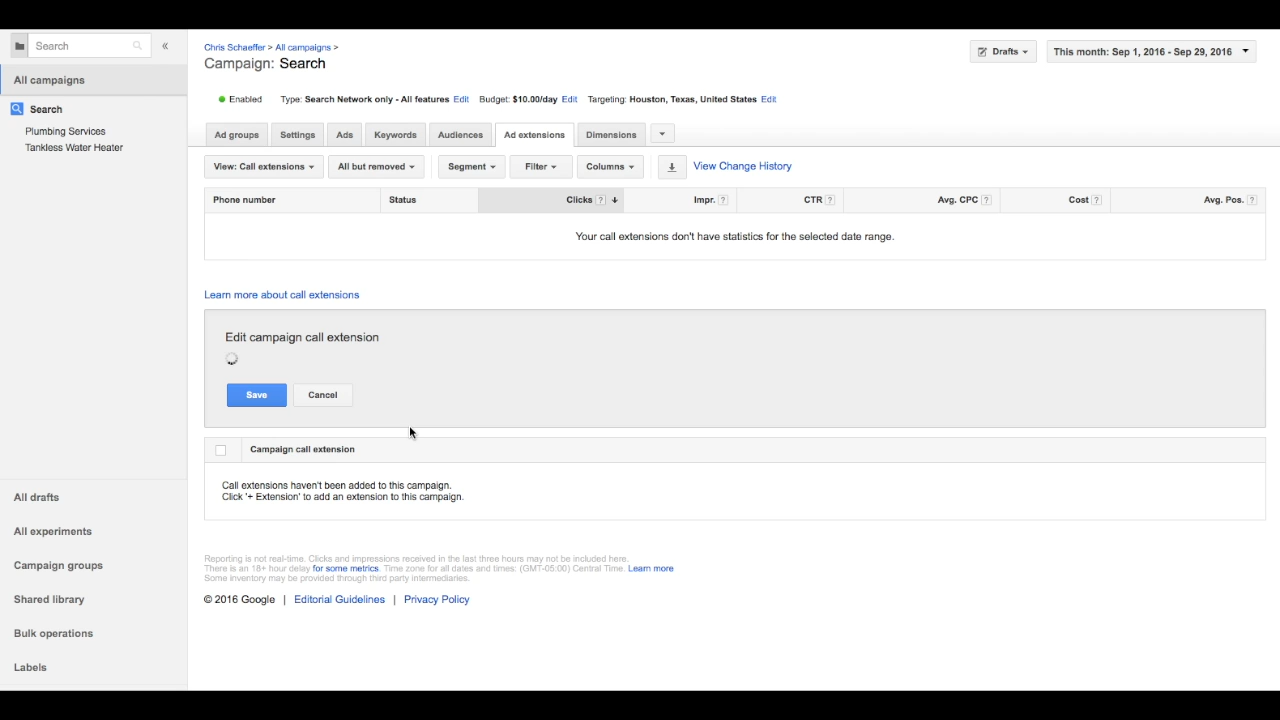 Search
«
Chris Schaeffer > All campaigns >
Campaign: Search
Drafts
This month: Sep 1, 2016 - Sep 29, 2016
All campaigns
Search
Plumbing Services
Tankless Water Heater
Enabled Type: Search Network only - All features Edit Budget: $10.00/day Edit Targeting: Houston, Texas, United States Edit
Ad groups Settings Ads Keywords Audiences Ad extensions Dimensions
View: Call extensions All but removed Segment Filter Columns View Change History
Phone number Status Clicks ? Impr. ? CTR ? Avg. CPC ? Cost ? Avg. Pos. ?
Your call extensions don't have statistics for the selected date range.
Learn more about call extensions
Edit campaign call extension
Save Cancel
Campaign call extension
Call extensions haven't been added to this campaign.
Click '+ Extension' to add an extension to this campaign.
All drafts
All experiments
Campaign groups
Shared library
Bulk operations
Labels
Reporting is not real-time. Clicks and impressions received in the last three hours may not be included here.
There is an 18+ hour delay for some metrics. Time zone for all dates and times: (GMT-05:00) Central Time. Learn more
Some inventory may be provided through third party intermediaries.
© 2016 Google | Editorial Guidelines | Privacy Policy